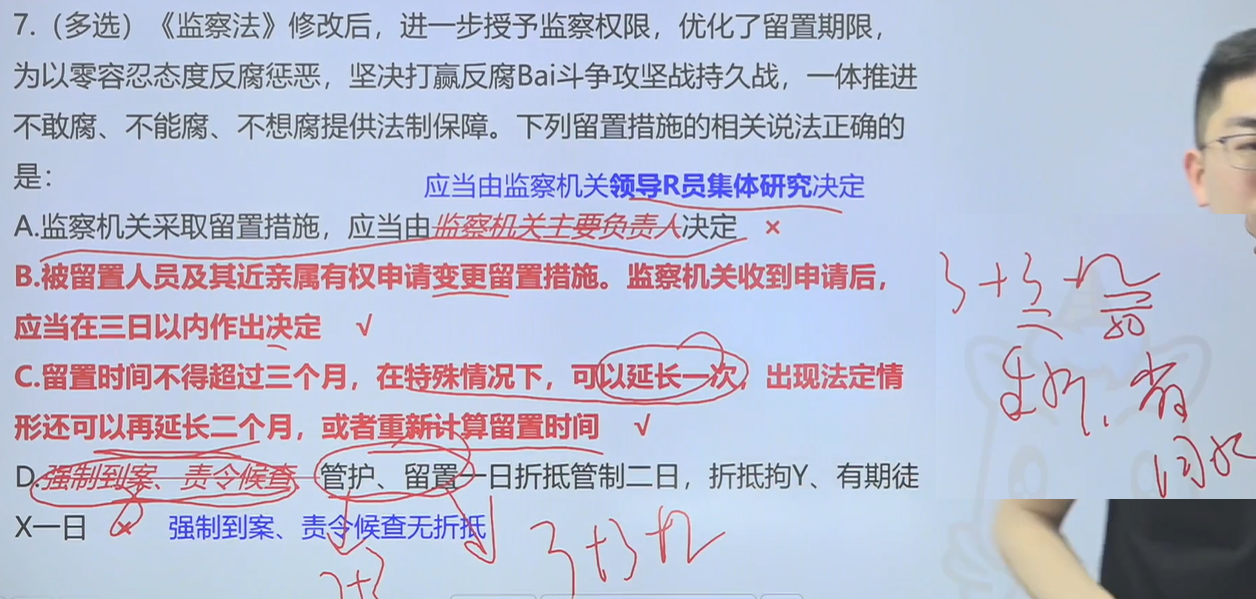 7.（多选）《监察法》修改后，进一步授予监察权限，优化了留置期限，
为以零容忍态度反腐惩恶，坚决打赢反腐Bai斗争攻坚战持久战，一体推进
不敢腐、不能腐、不想腐提供法制保障。下列留置措施的相关说法正确的
是：
应当由监察机关领导R员集体研究决定
A.监察机关采取留置措施，应当由监察机关主要负责人决定 ×
B.被留置人员及其近亲属有权申请变更留置措施。监察机关收到申请后，
应当在三日以内作出决定 √
C.留置时间不得超过三个月，在特殊情况下，可以延长一次，出现法定情
形还可以再延长二个月，或者重新计算留置时间 √
D.强制到案、责令候查、管护、留置一日折抵管制二日，折抵拘Y、有期徒
X一日 × 强制到案、责令候查无折抵
3+3+2
3+3+2